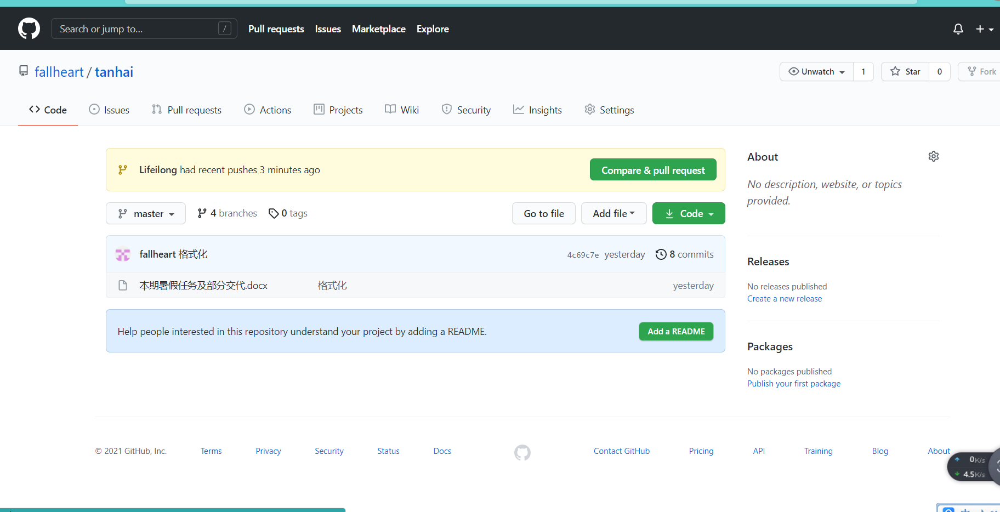 Search or jump to... /
Pull requests Issues Marketplace Explore
fallheart / tanhai
Unwatch 1 Star 0 Fork
Code Issues Pull requests Actions Projects Wiki Security Insights Settings
Lifeilong had recent pushes 3 minutes ago
Compare & pull request
master 4 branches 0 tags
Go to file Add file Code
fallheart 格式化 4c69c7e yesterday 8 commits
本期暑假任务及部分交代.docx 格式化 yesterday
Help people interested in this repository understand your project by adding a README.
Add a README
About
No description, website, or topics
provided.
Releases
No releases published
Create a new release
Packages
No packages published
Publish your first package
© 2021 GitHub, Inc. Terms Privacy Security Status Docs Contact GitHub Pricing API Training Blog About
0K/s
4.5K/s